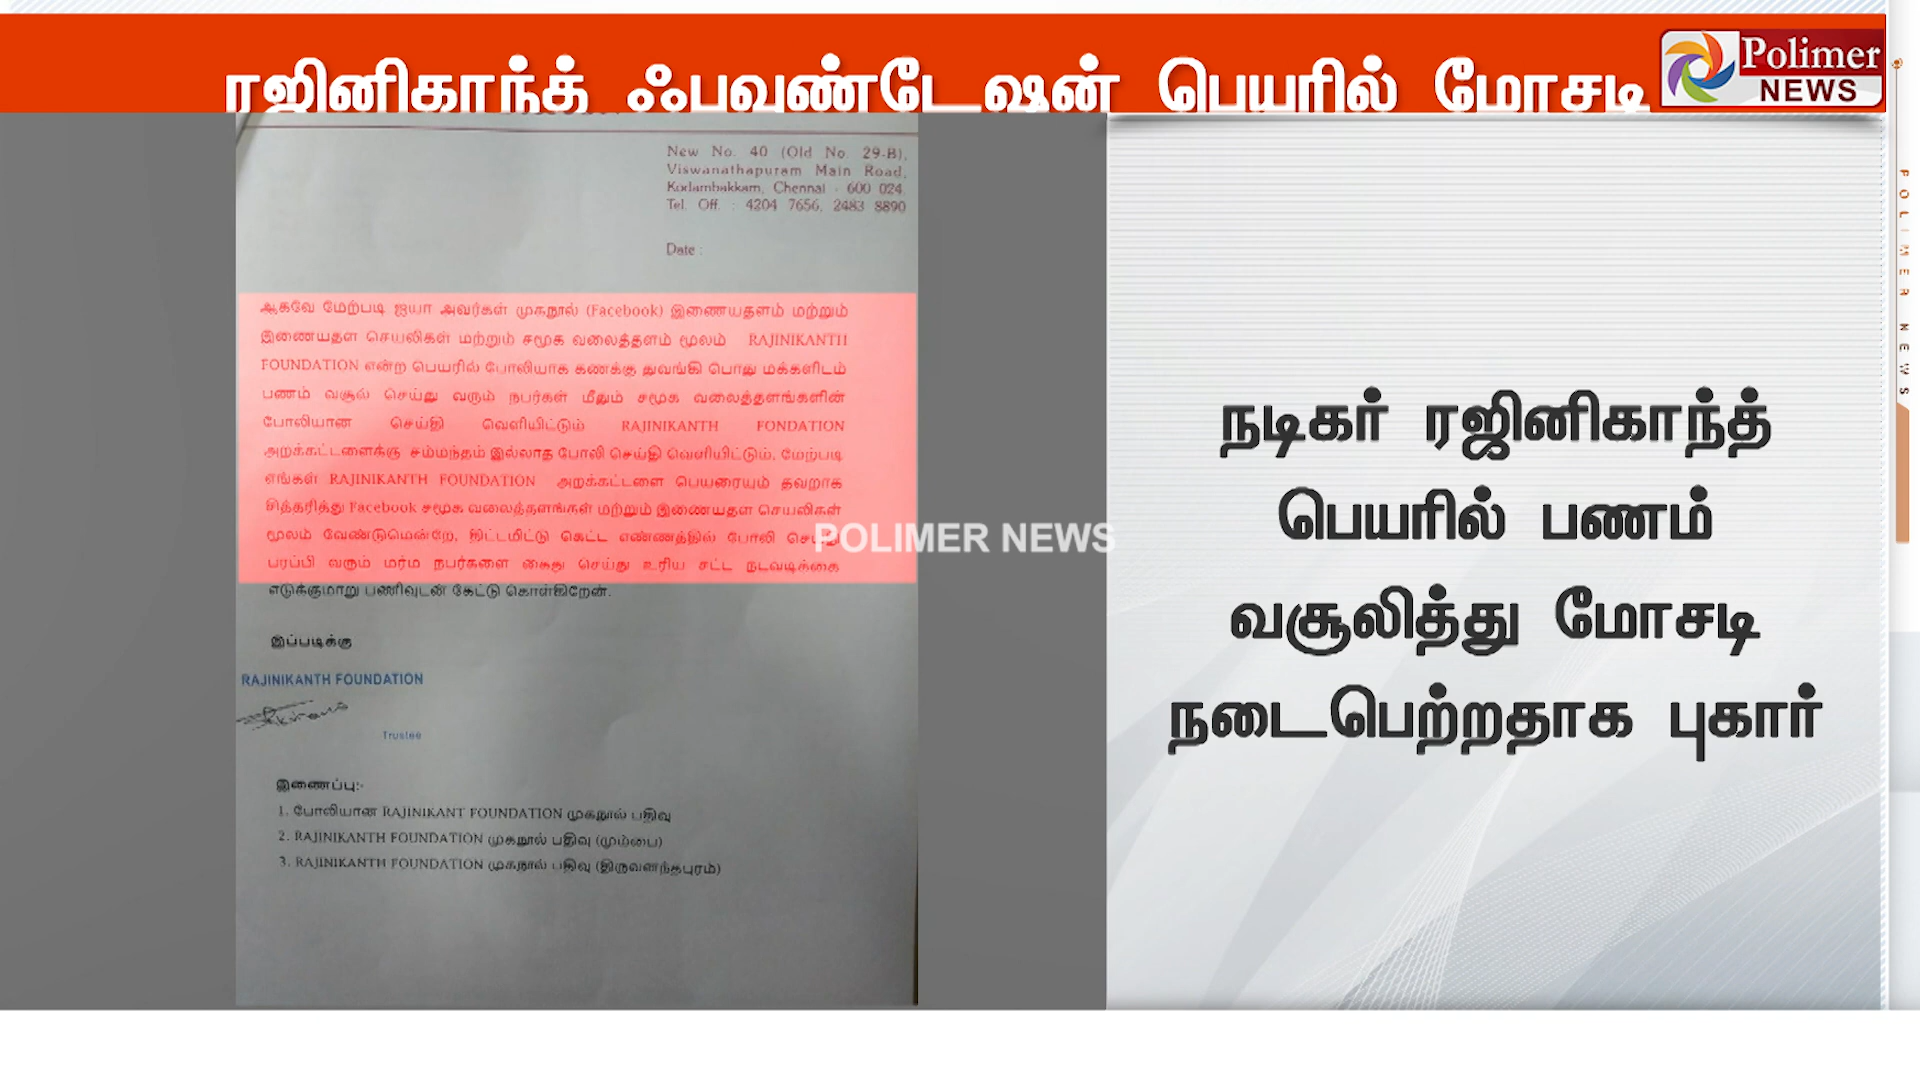 ரஜினிகாந்த் ஃபவுண்டேஷன் பெயரில் மோசடி
Polimer
NEWS
POLIMER NEWS
New No. 40 (Old No. 29-B),
Viswanathapuram Main Road,
Kodambakkam, Chennai - 600 024.
Tel. Off. : 4204 7656, 2483 8890
Date :
ஆகவே மேற்படி ஐயா அவர்கள் முகநூல் (Facebook) இணையதளம் மற்றும்
இணையதள செயலிகள் மற்றும் சமூக வலைத்தளம் மூலம் RAJINIKANTH
FOUNDATION என்ற பெயரில் போலியாக கணக்கு துவங்கி பொது மக்களிடம்
பணம் வசூல் செய்து வரும் நபர்கள் மீதும் சமூக வலைத்தளங்களின்
போலியான செய்தி வெளியிட்டும் RAJINIKANTH FONDATION
அறக்கட்டளைக்கு சம்மந்தம் இல்லாத போலி செய்தி வெளியிட்டும், மேற்படி
எங்கள் RAJINIKANTH FOUNDATION அறக்கட்டளை பெயரையும் தவறாக
சித்தரித்து Facebook சமூக வலைத்தளங்கள் மற்றும் இணையதள செயலிகள்
மூலம் வேண்டுமென்றே, திட்டமிட்டு கெட்ட எண்ணத்தில் போலி
பரப்பி வரும் மர்ம நபர்களை கைது செய்து உரிய சட்ட நடவடிக்கை
எடுக்குமாறு பணிவுடன் கேட்டு கொள்கிறேன்.
இப்படிக்கு
RAJINIKANTH FOUNDATION
Trustee
இணைப்பு:-
1. போலியான RAJINIKANT FOUNDATION முகநூல் பதிவு
2. RAJINIKANTH FOUNDATION முகநூல் பதிவு (மும்பை)
3. RAJINIKANTH FOUNDATION முகநூல் பதிவு (திருவனந்தபுரம்)
POLIMER NEWS
நடிகர் ரஜினிகாந்த்
பெயரில் பணம்
வசூலித்து மோசடி
நடைபெற்றதாக புகார்